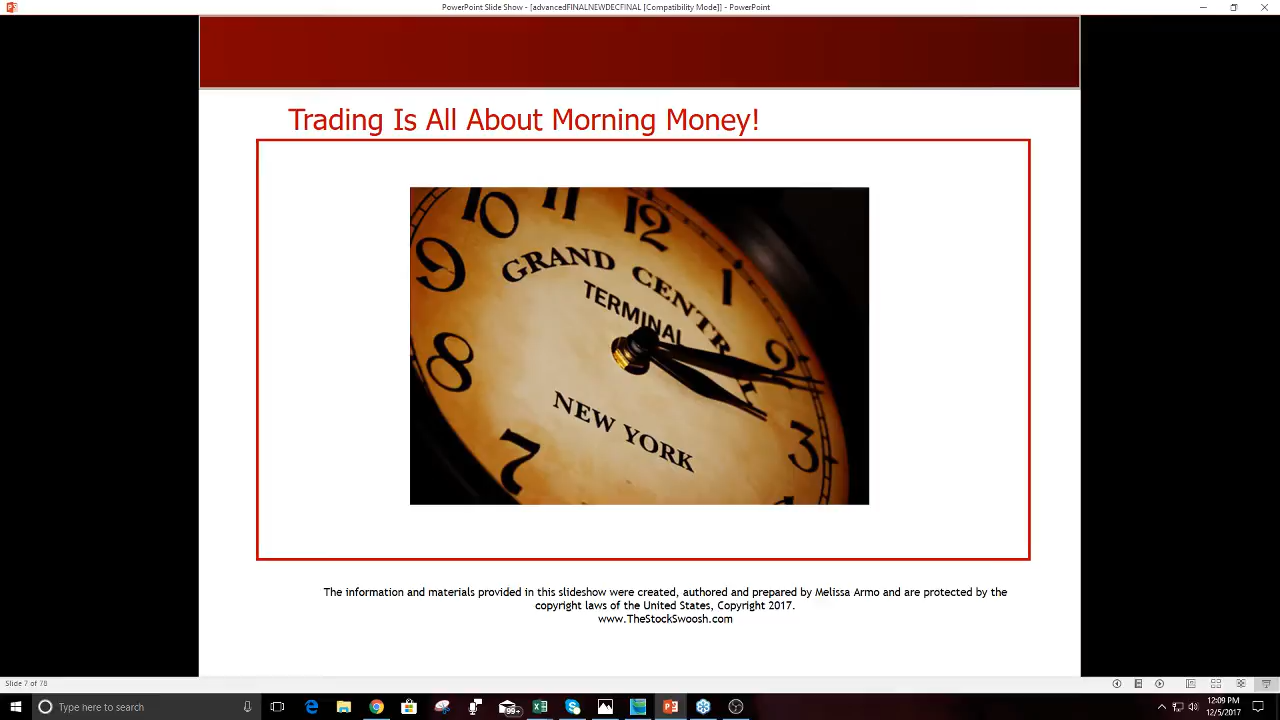 PowerPoint Slide Show - [advancedFINALNEWDECFINAL [Compatibility Mode]] - PowerPoint
Trading Is All About Morning Money!
10 11 12
9 1
GRAND CENTRAL
TERMINAL
8 2
NEW YORK
7 3
The information and materials provided in this slideshow were created, authored and prepared by Melissa Armo and are protected by the
copyright laws of the United States, Copyright 2017.
www.TheStockSwoosh.com
Slide 7 of 78
Type here to search
99+
12:09 PM
12/5/2017